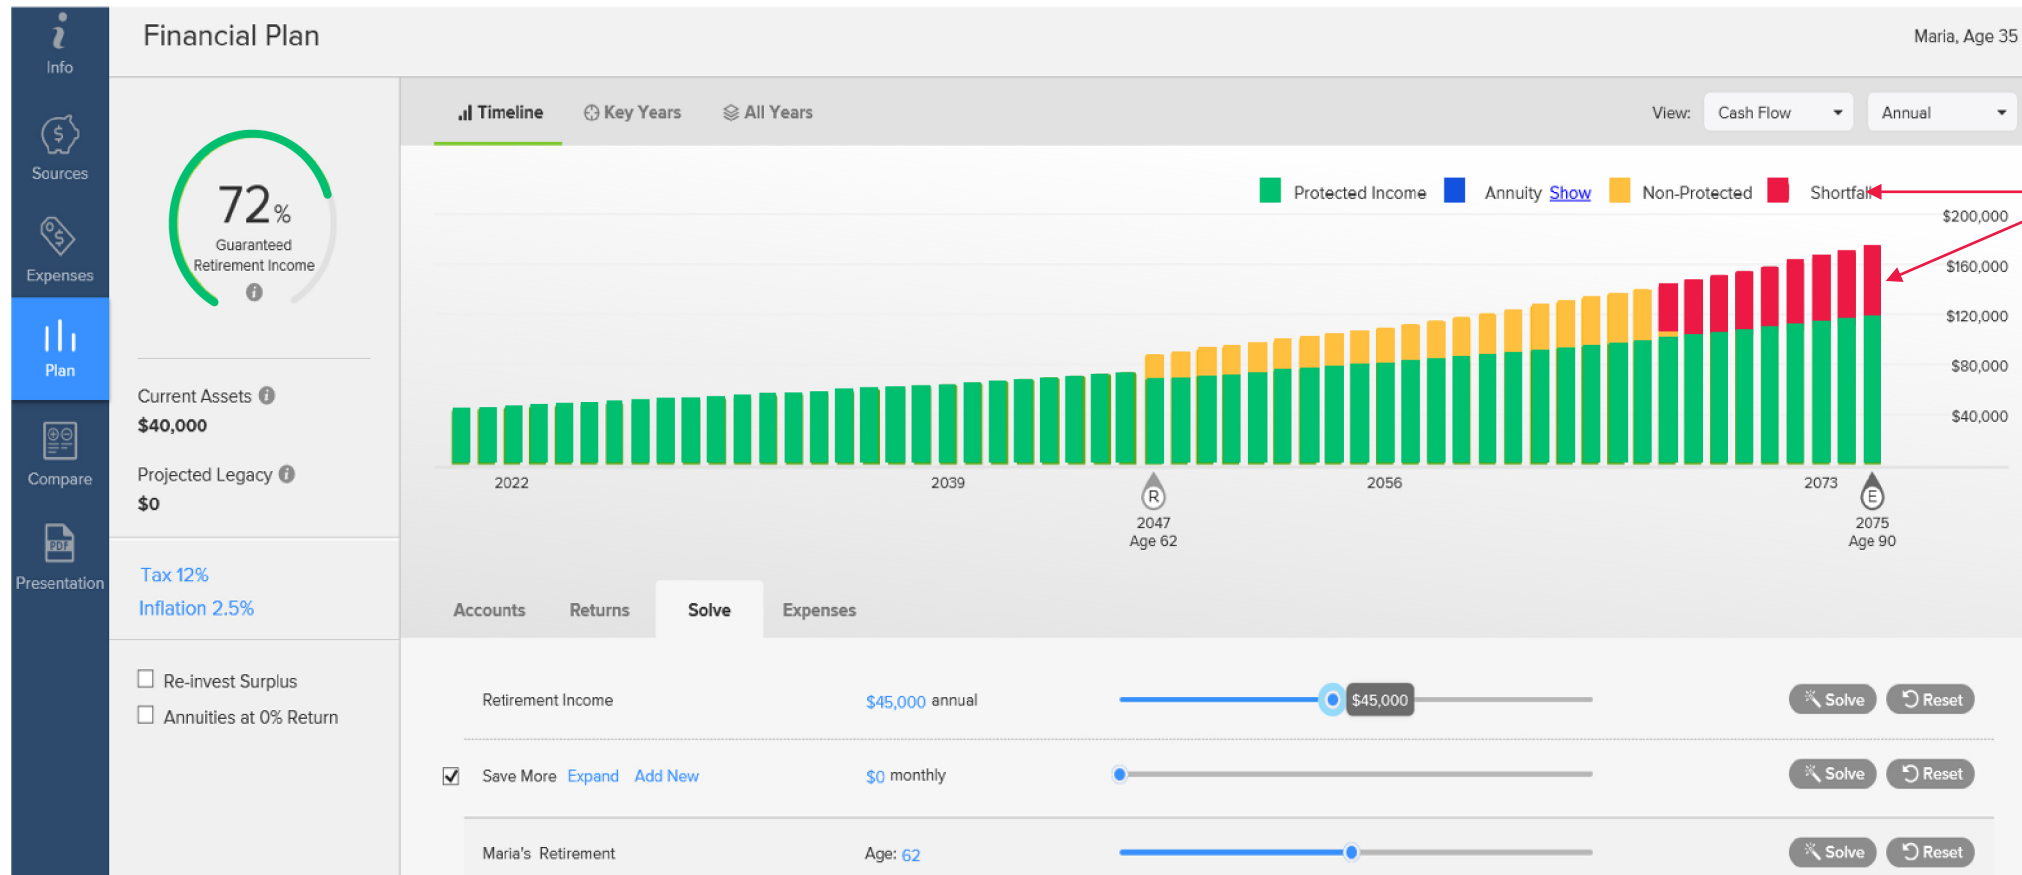 Info
Sources
Expenses
Plan
Compare
PDF
Presentation
Financial Plan
Maria, Age 35
72%
Guaranteed
Retirement Income
Current Assets
$40,000
Projected Legacy
$0
Tax 12%
Inflation 2.5%
Re-invest Surplus
Annuities at 0% Return
Timeline Key Years All Years
View: Cash Flow Annual
Protected Income Annuity Show Non-Protected Shortfall
$200,000
$160,000
$120,000
$80,000
$40,000
2022 2039 2056 2073
R E
2047 2075
Age 62 Age 90
Accounts Returns Solve Expenses
Retirement Income $45,000 annual $45,000 Solve Reset
Save More Expand Add New $0 monthly Solve Reset
Maria's Retirement Age: 62 Solve Reset